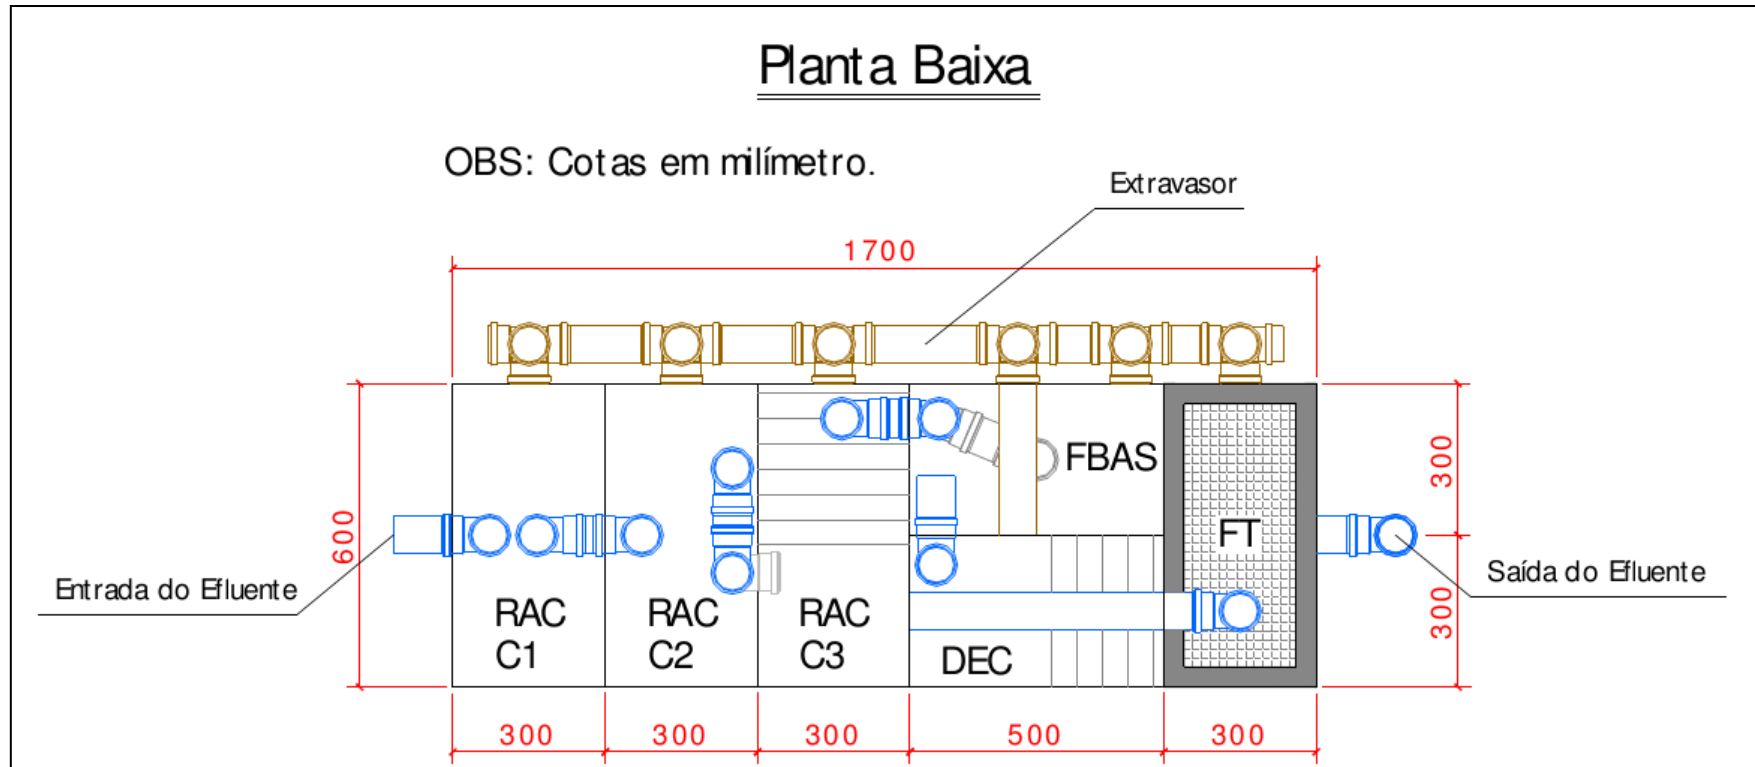 Planta Baixa
OBS: Cotas em milímetro.
Extravasor
1700
600
300
300
FBAS
FT
Entrada do Efluente
Saída do Efluente
RAC
C1
RAC
C2
RAC
C3
DEC
300
300
300
500
300